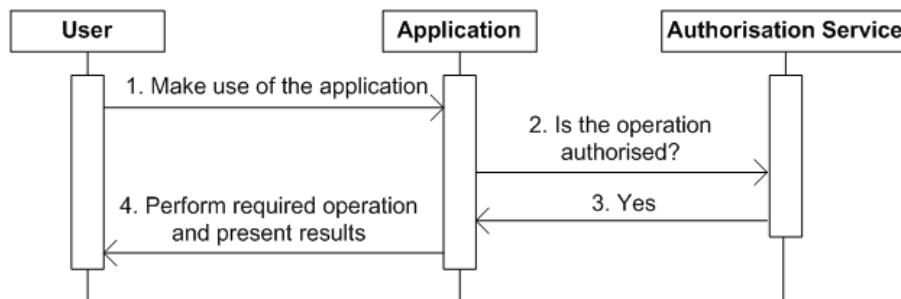 User
Application
Authorisation Service
1. Make use of the application
2. Is the operation
authorised?
3. Yes
4. Perform required operation
and present results